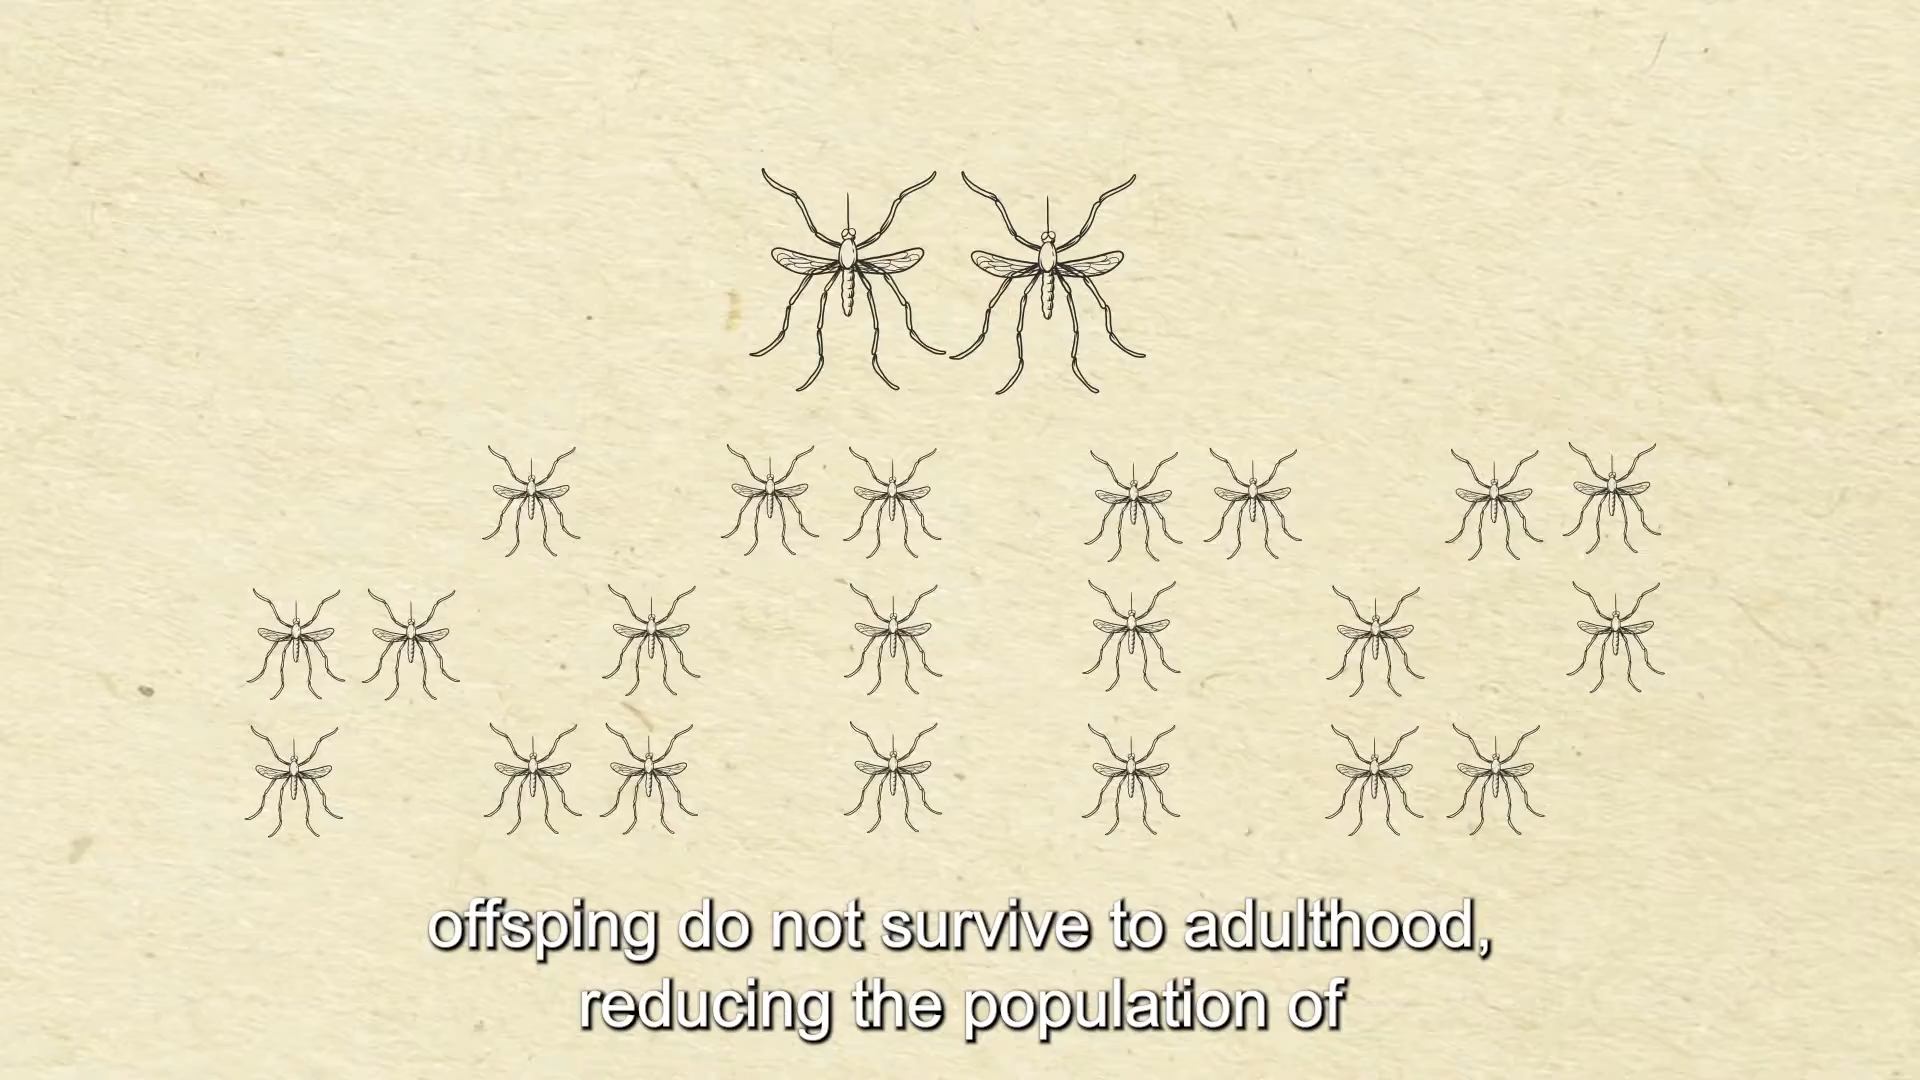 offsping do not survive to adulthood,
reducing the population of